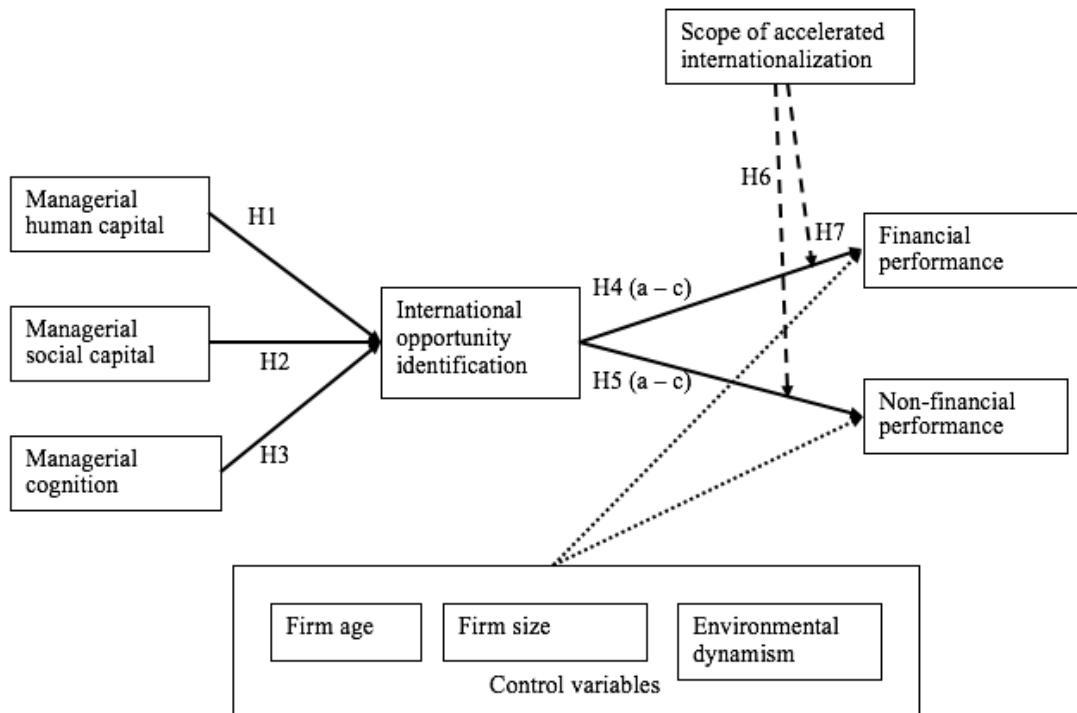 Scope of accelerated
internationalization
H6
Managerial
human capital
H1
H7
Financial
performance
H4 (a – c)
International
opportunity
identification
Managerial
social capital
H2
H5 (a – c)
Non-financial
performance
H3
Managerial
cognition
Firm age
Firm size
Environmental
dynamism
Control variables